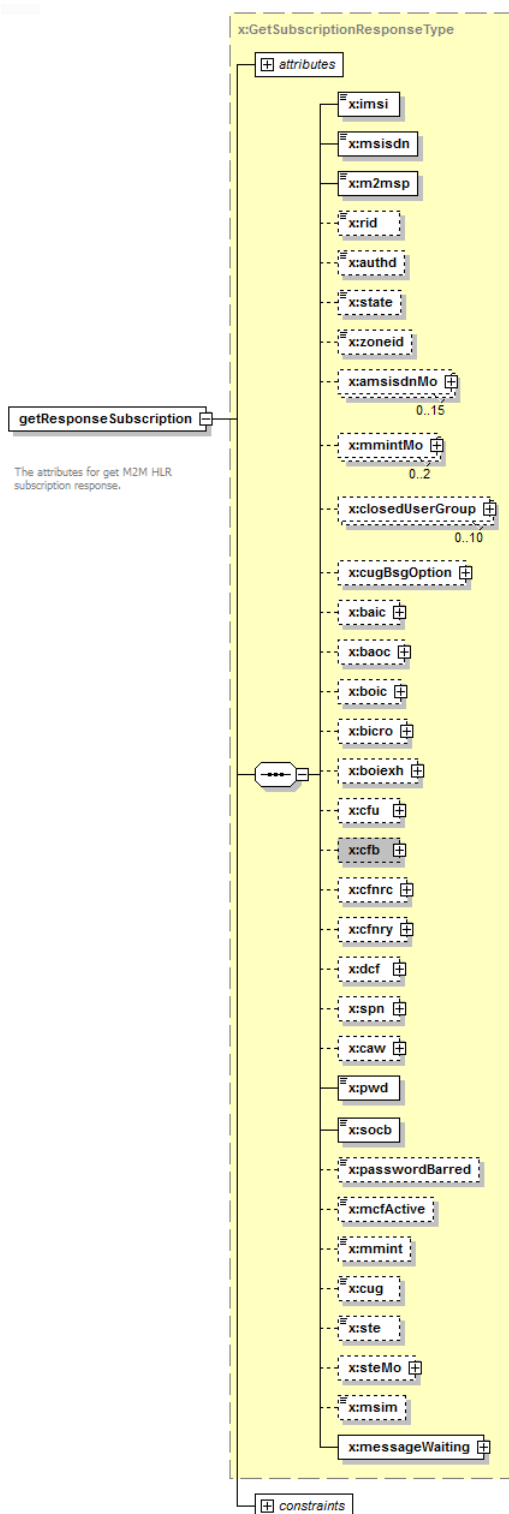 x:GetSubscriptionResponseType
attributes
x:imsi
x:msisdn
x:m2msp
x:rid
x:authd
x:state
x:zoneid
x:amsisdnMo
0..15
getResponseSubscription
x:mmintMo
0..2
The attributes for get M2M HLR
subscription response.
x:closedUserGroup
0..10
x:cugBsgOption
x:baic
x:baoc
x:boic
x:bicro
x:boiexh
x:cfu
x:cfb
x:cfnrc
x:cfnry
x:dcf
x:spn
x:caw
x:pwd
x:socb
x:passwordBarred
x:mcfActive
x:mmint
x:cug
x:ste
x:steMo
x:msim
x:messageWaiting
constraints